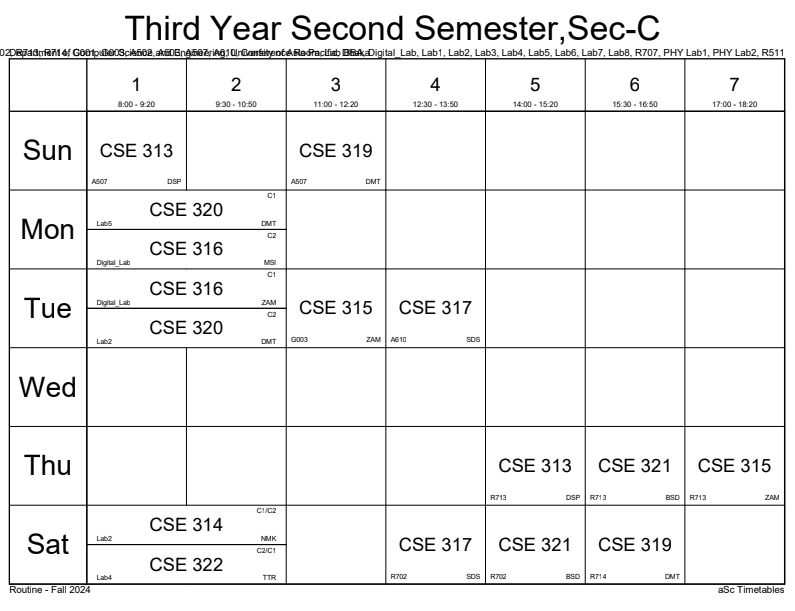 Third Year Second Semester,Sec-C
Digital_Lab, Lab1, Lab2, Lab3, Lab4, Lab5, Lab6, Lab7, Lab8, R707, PHY Lab1, PHY Lab2, R511
1 2 3 4 5 6 7
8:00 - 9:20 9:30 - 10:50 11:00 - 12:20 12:30 - 13:50 14:00 - 15:20 15:30 - 16:50 17:00 - 18:20
Sun CSE 313 CSE 319
A507 DSP A507 DMT
C1
CSE 320
Lab5 DMT
Mon
C2
CSE 316
Digital_Lab MSI
C1
CSE 316
Digital_Lab ZAM
Tue CSE 315 CSE 317
C2
CSE 320
Lab2 DMT G003 ZAM A610 SDS
Wed
Thu CSE 313 CSE 321 CSE 315
R713 DSP R713 BSD R713 ZAM
C1/C2
CSE 314
Lab2 NMK
Sat CSE 317 CSE 321 CSE 319
C2/C1
CSE 322
Lab4 TTR R702 SDS R702 BSD R714 DMT
Routine - Fall 2024 aSc Timetables